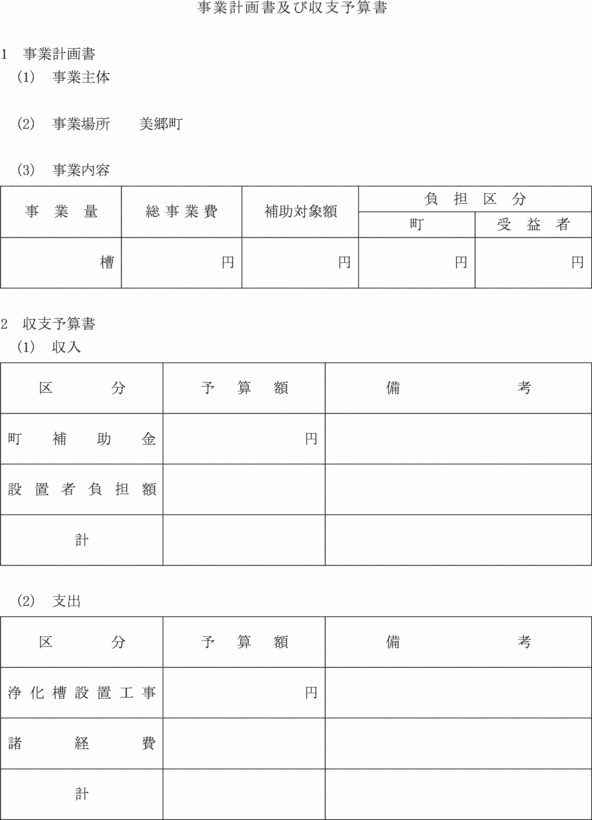 事業計画書及び収支予算書
1 事業計画書
(1) 事業主体
(2) 事業場所 美郷町
(3) 事業内容
事業量 総事業費 補助対象額 負担区分
町 受益者
槽 円 円 円 円
2 収支予算書
(1) 収入
区分 予算額 備考
町補助金 円
設置者負担額
計
(2) 支出
区分 予算額 備考
浄化槽設置工事 円
諸経費
計